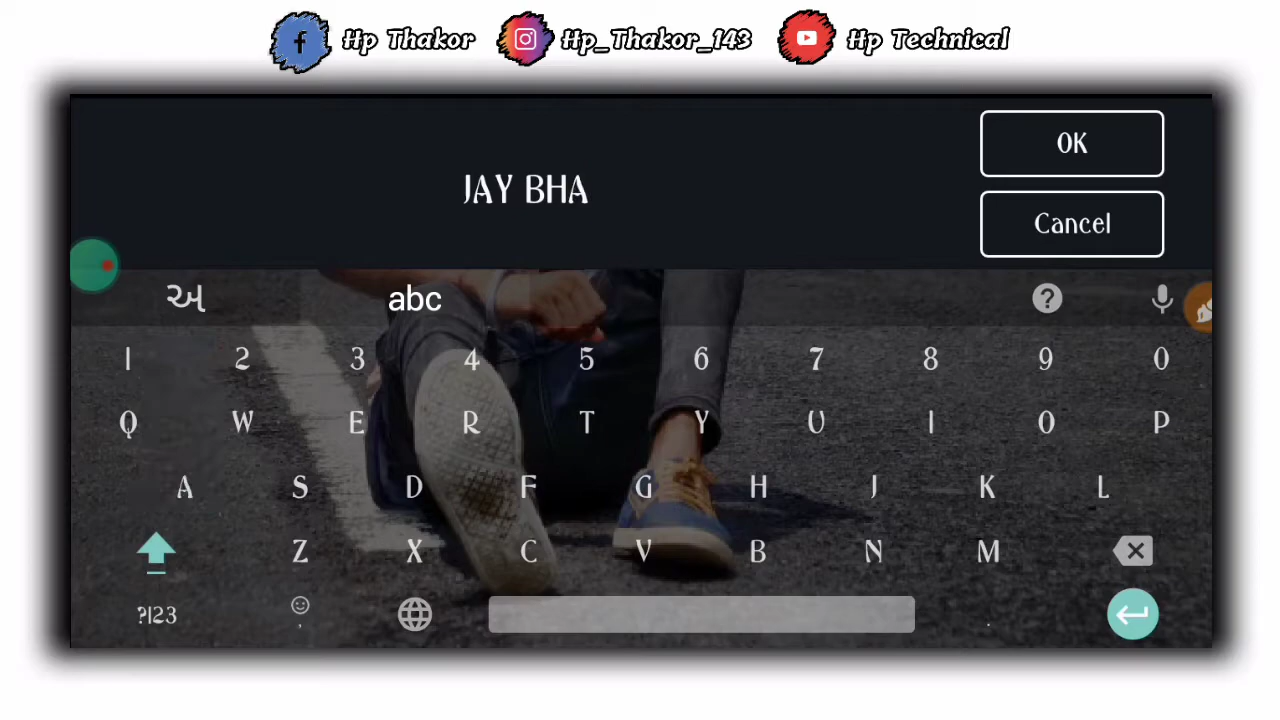 Hp Thakor Hp_Thakor_143 Hp Technical
OK
JAY BHA
Cancel
અ abc
1 2 3 4 5 6 7 8 9 0
Q W E R T Y U I O P
A S D F G H J K L
Z X C V B N M
?123 , .